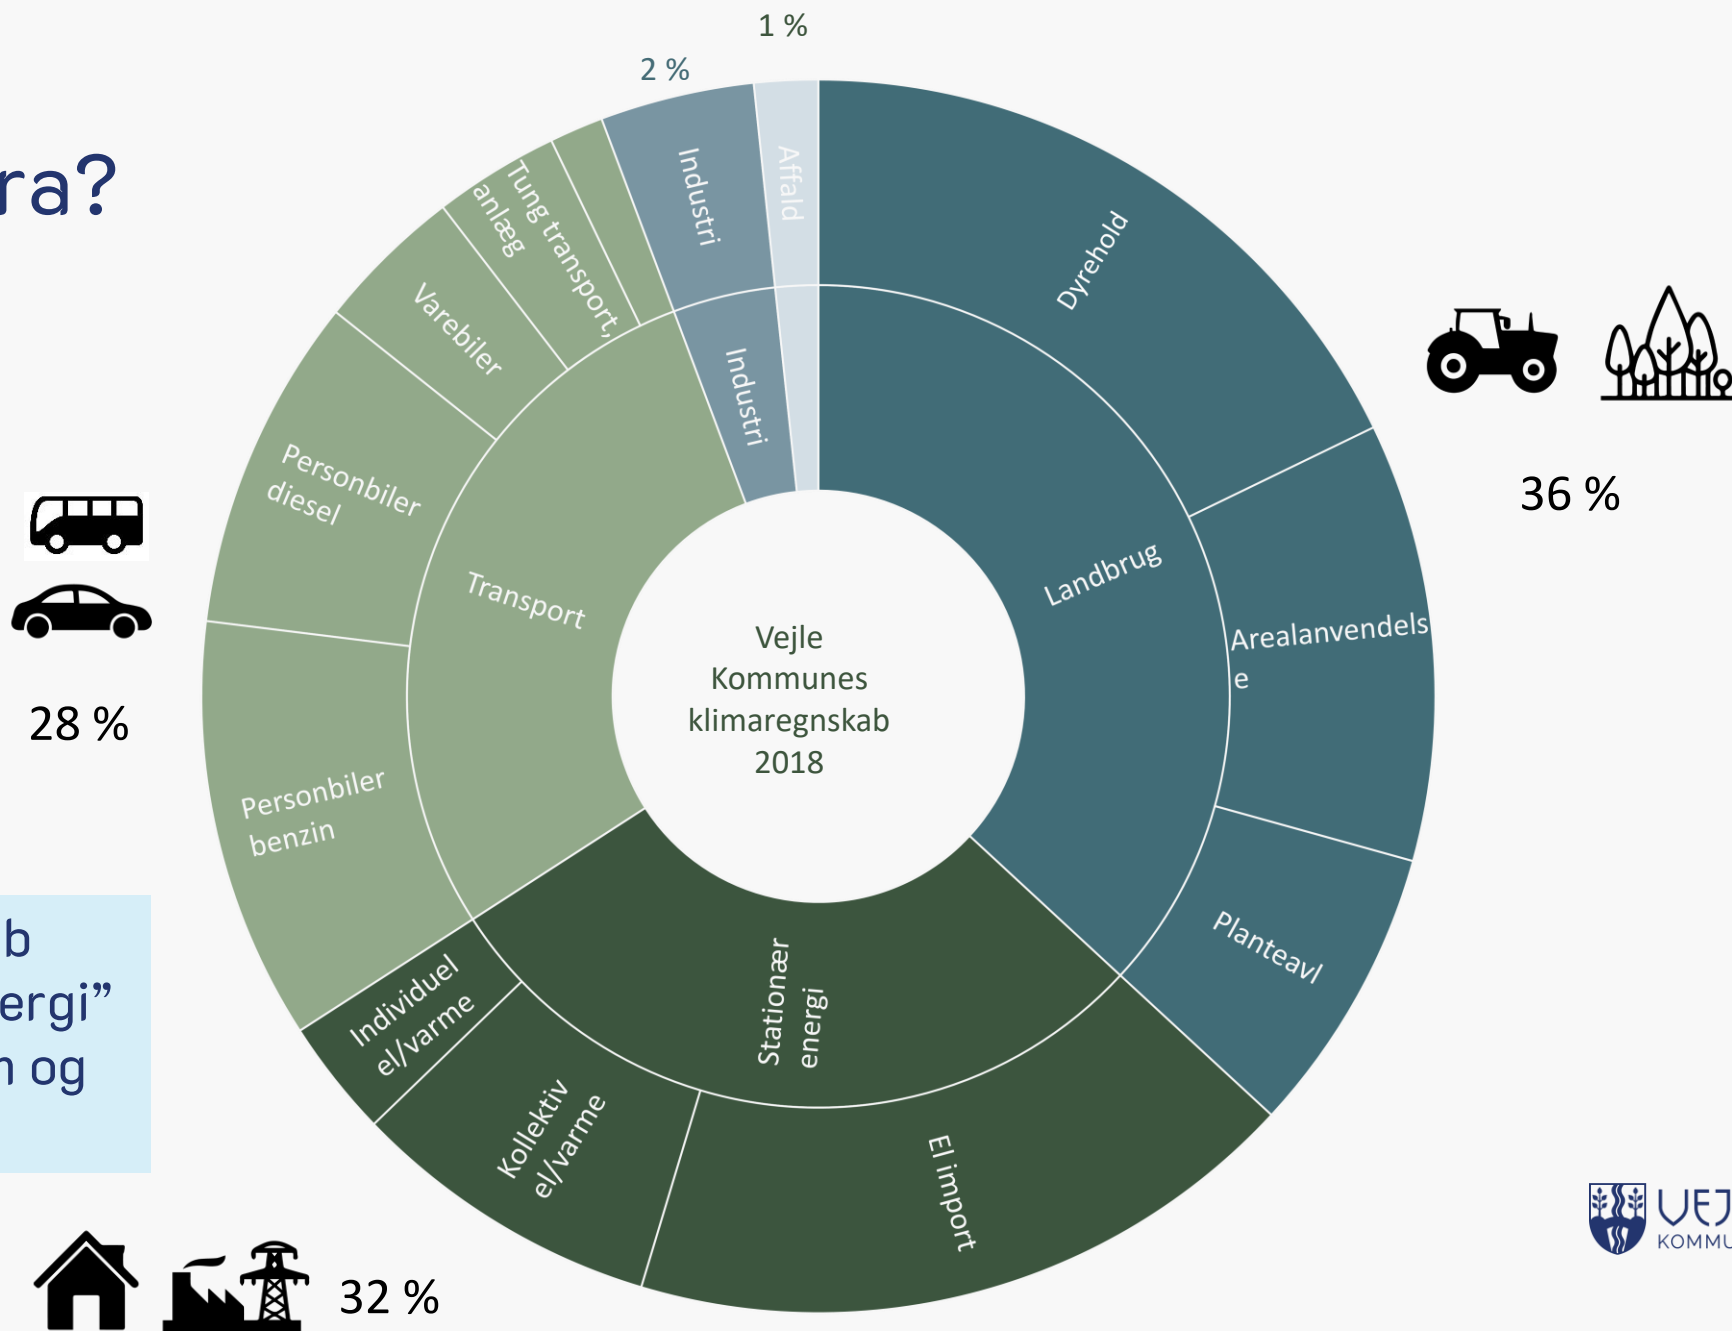 1 %
2 %
ra?
Industri
Affald
Dyrehold
Tung transport,
anlæg
Varebiler
Industri
Personbiler
diesel
36 %
Transport
Landbrug
Arealanvendels
e
Vejle
Kommunes
klimaregnskab
2018
28 %
Personbiler
benzin
Planteavl
b
ergi”
og
Stationær
energi
Individuel
el/varme
Kollektiv
el/varme
El import
32 %
VEJ
KOMMU